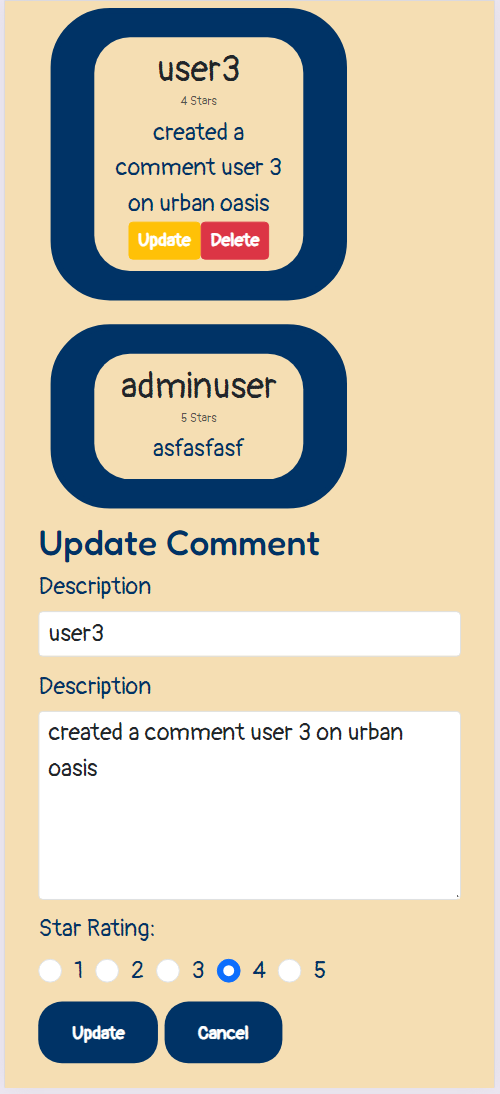 user3
4 Stars
created a
comment user 3
on urban oasis
Update Delete
adminuser
5 Stars
asfasfasf
Update Comment
Description
user3
Description
created a comment user 3 on urban
oasis
Star Rating:
1 2 3 4 5
Update Cancel